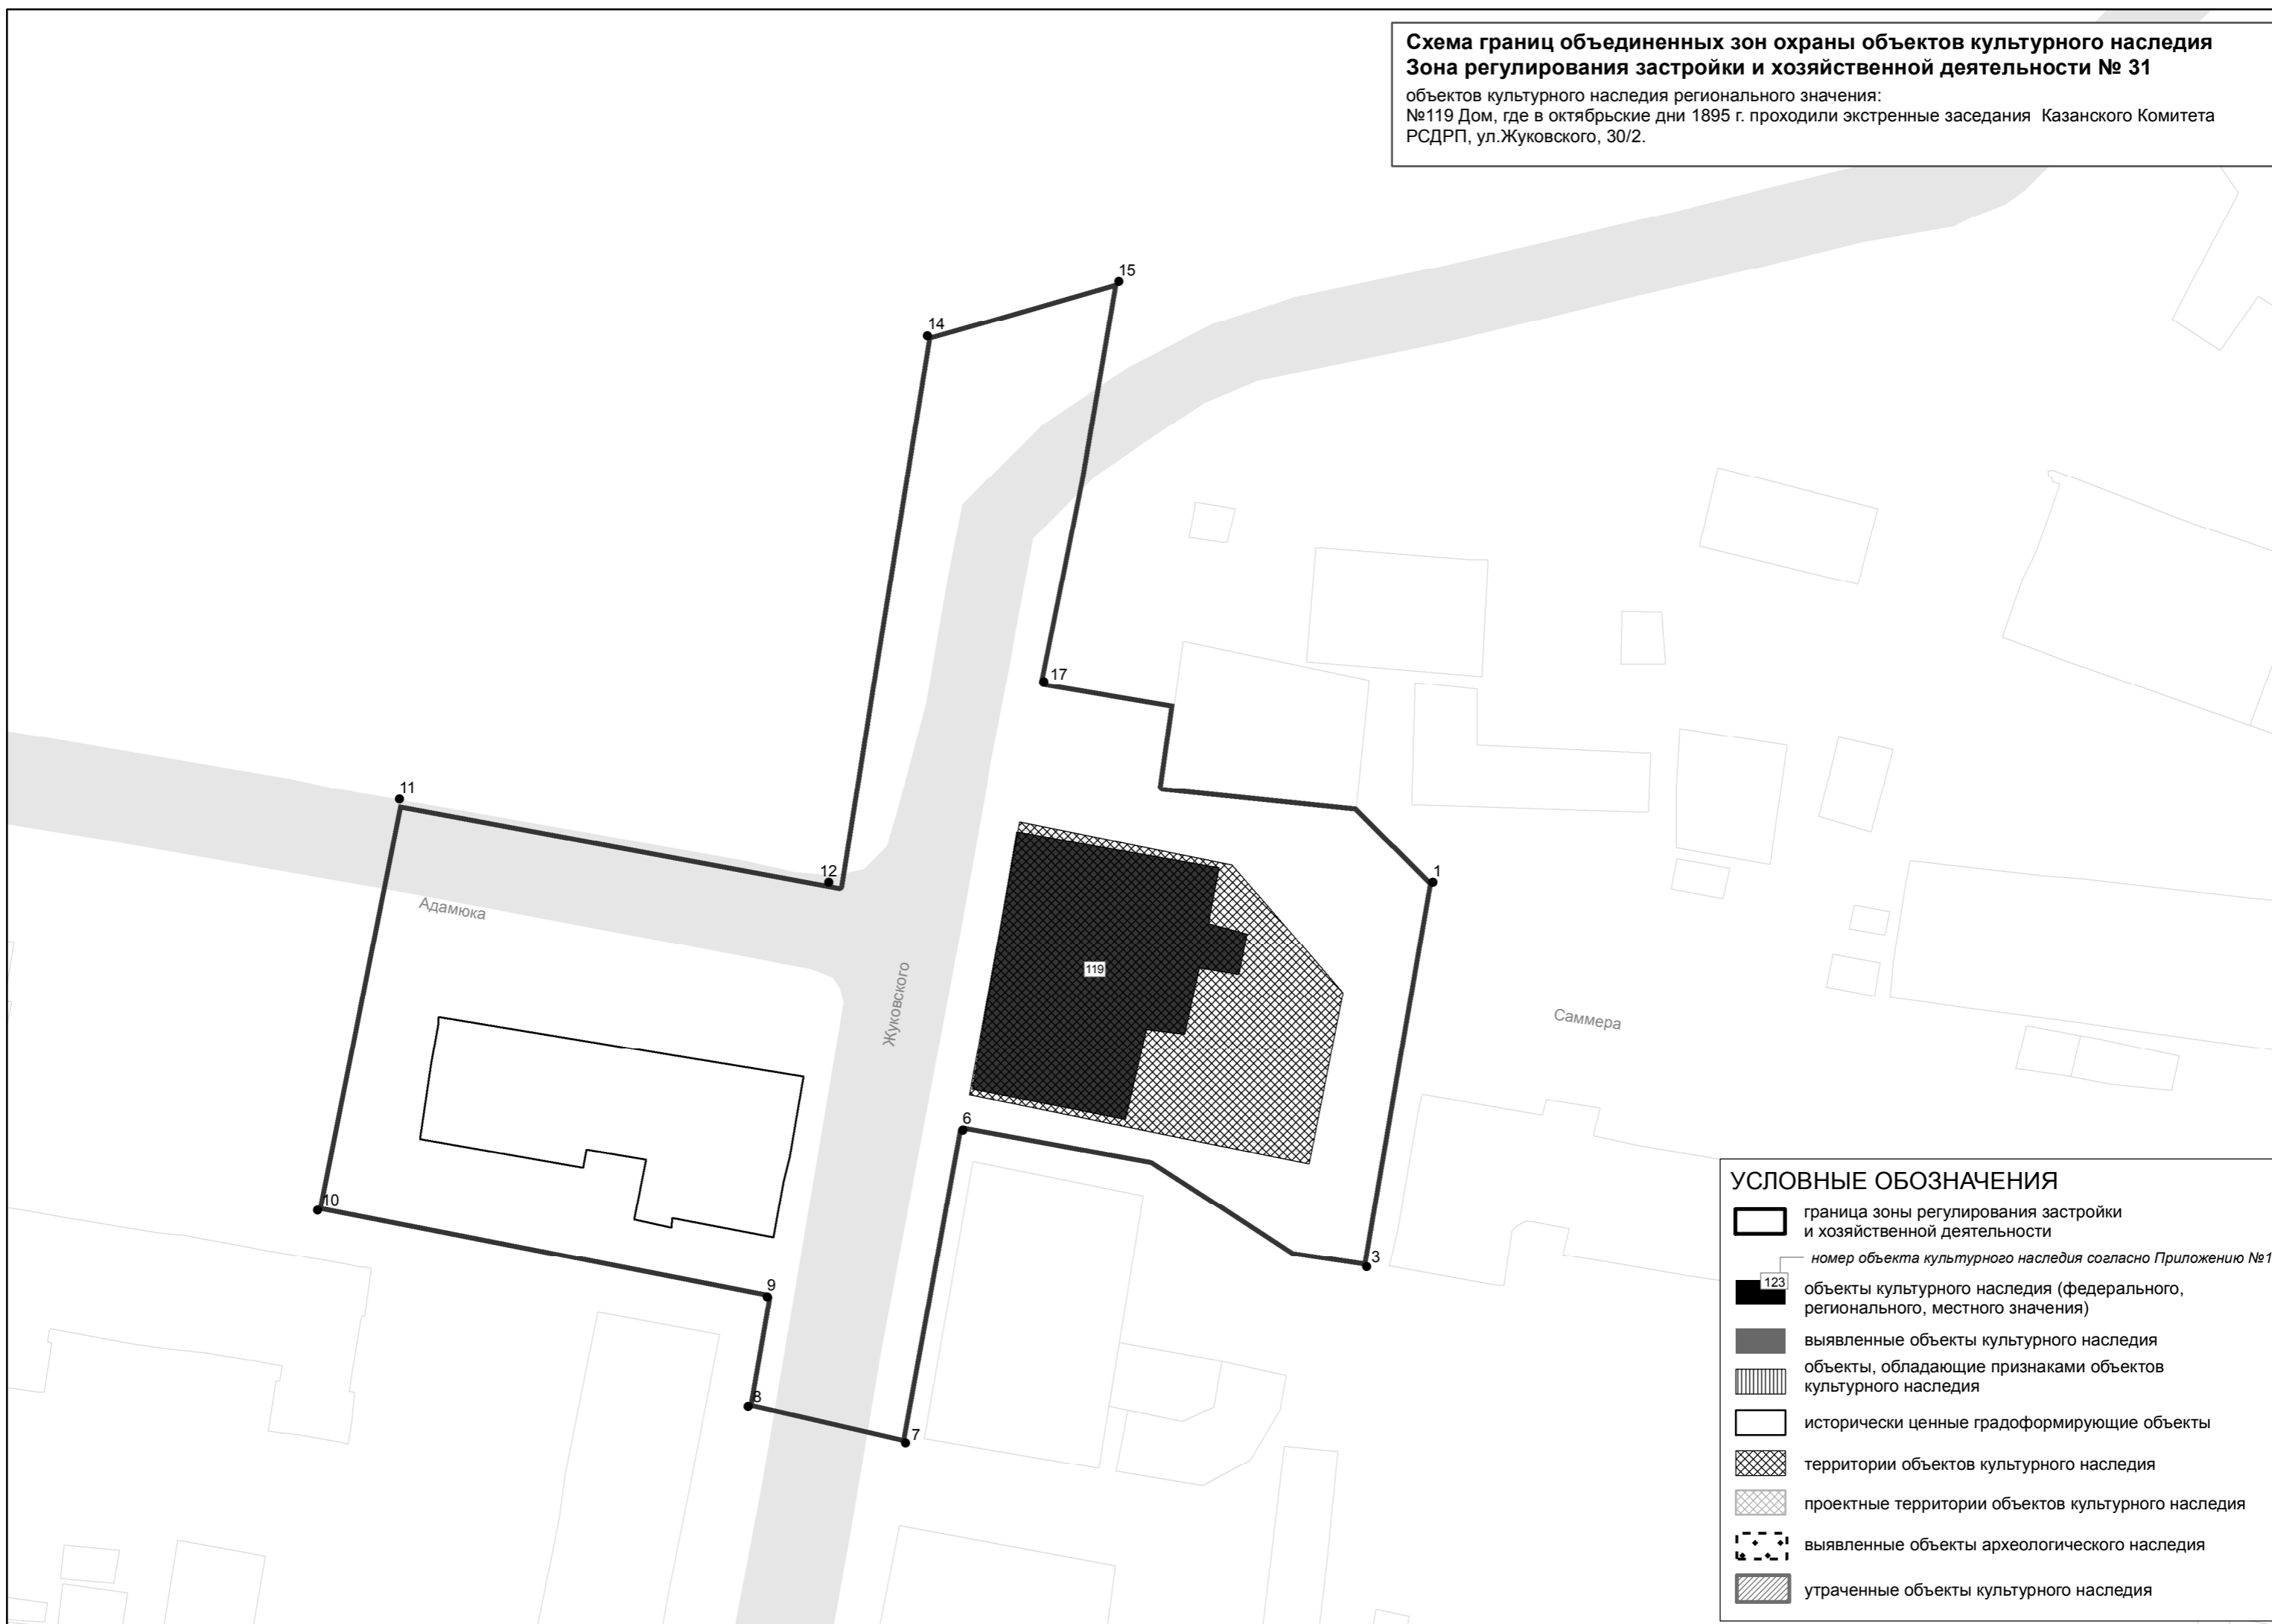 Схема границ объединенных зон охраны объектов культурного наследия
Зона регулирования застройки и хозяйственной деятельности № 31
объектов культурного наследия регионального значения:
№119 Дом, где в октябрьские дни 1895 г. проходили экстренные заседания Казанского Комитета
РСДРП, ул.Жуковского, 30/2.
15
14
17
11
12
1
Адамюка
119
Жуковского
Саммера
6
10
3
9
8
7
УСЛОВНЫЕ ОБОЗНАЧЕНИЯ
граница зоны регулирования застройки
и хозяйственной деятельности
номер объекта культурного наследия согласно Приложению №1
123
объекты культурного наследия (федерального,
регионального, местного значения)
выявленные объекты культурного наследия
объекты, обладающие признаками объектов
культурного наследия
исторически ценные градоформирующие объекты
территории объектов культурного наследия
проектные территории объектов культурного наследия
выявленные объекты археологического наследия
утраченные объекты культурного наследия